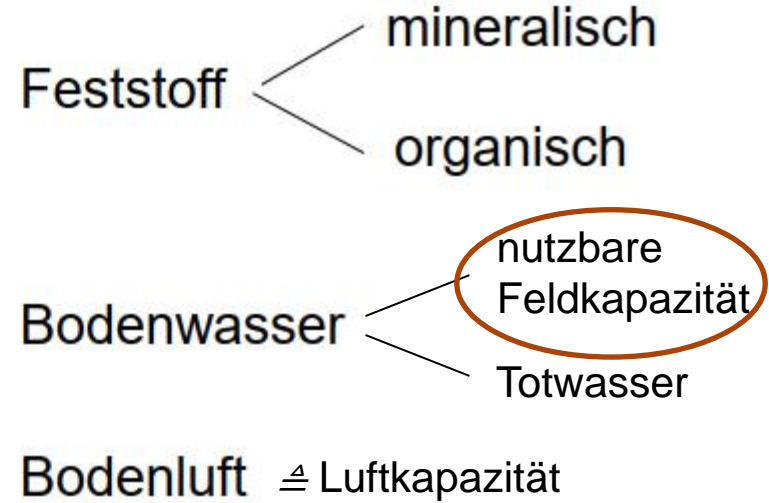 mineralisch
Feststoff
organisch
nutzbare
Feldkapazität
Bodenwasser
Totwasser
Bodenluft ≙ Luftkapazität